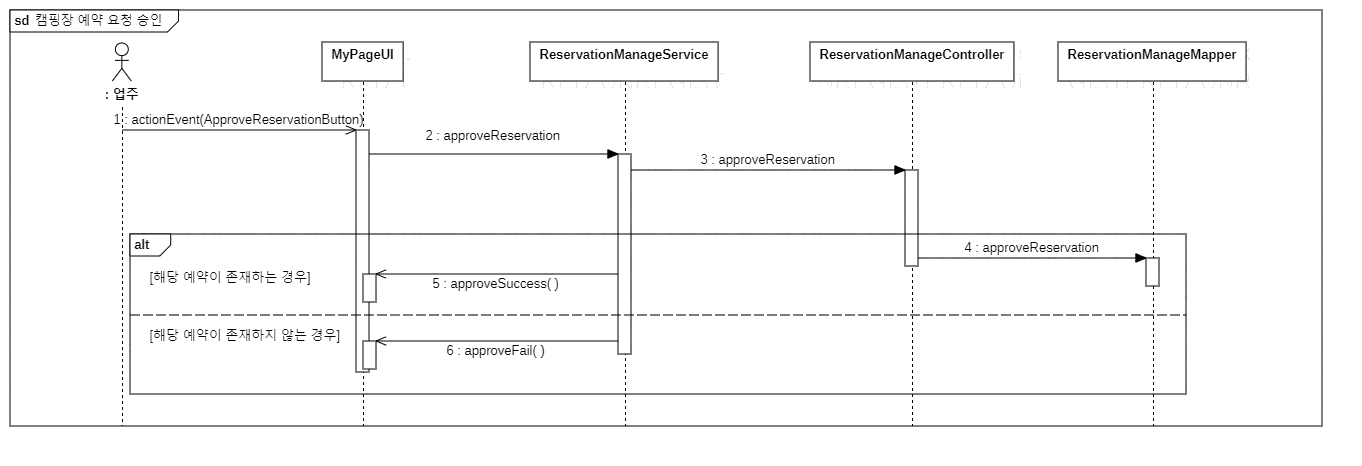 sd 캠핑장 예약 요청 승인
MyPageUI
ReservationManageService
ReservationManageController
ReservationManageMapper
: 업주
1 : actionEvent(ApproveReservationButton)
2 : approveReservation
3 : approveReservation
alt
4 : approveReservation
[해당 예약이 존재하는 경우]
5 : approveSuccess( )
[해당 예약이 존재하지 않는 경우]
6 : approveFail( )